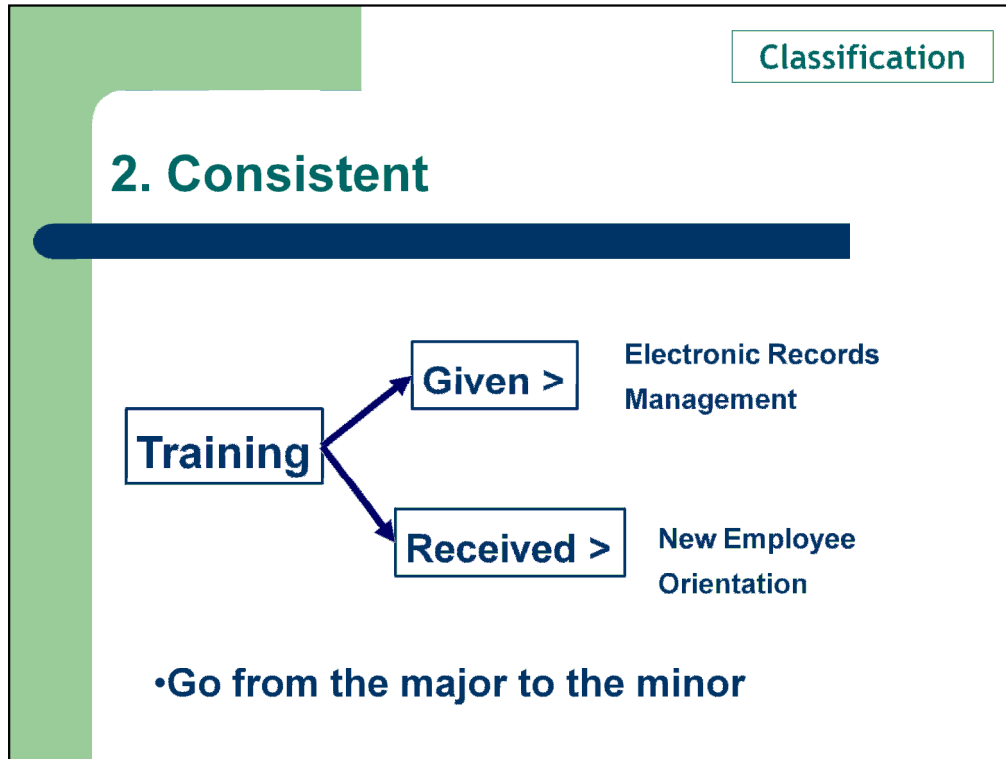 Classification
2. Consistent
Training
Given >
Electronic Records
Management
Received >
New Employee
Orientation
•Go from the major to the minor